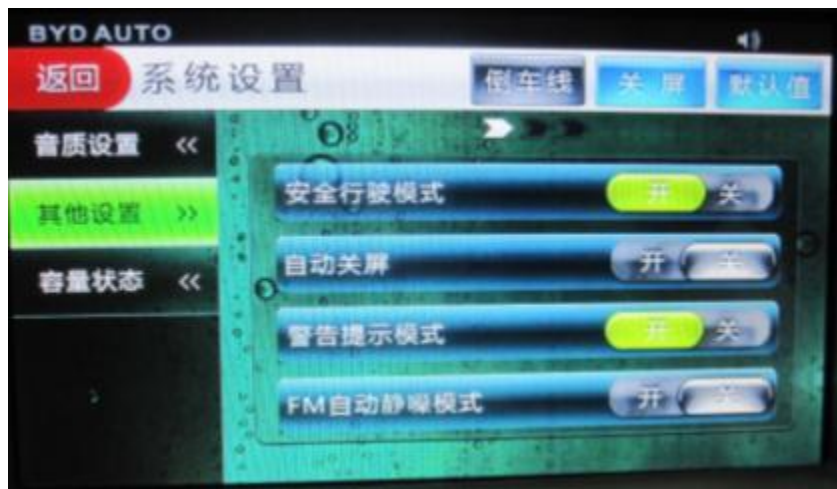 BYD AUTO
返回 系统设置 倒车线 关屏 默认值
音质设置 <<
其他设置 >>
容量状态 <<
安全行驶模式 开 关
自动关屏 开 关
警告提示模式 开 关
FM自动静噪模式 开 关